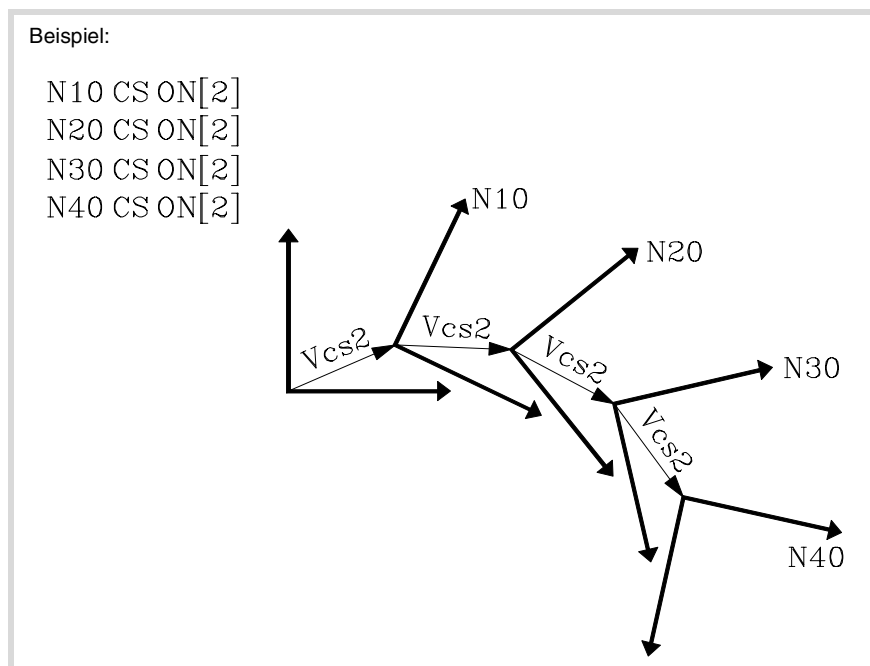 Beispiel:
N10 CS ON[2]
N20 CS ON[2]
N30 CS ON[2]
N40 CS ON[2]
N10
N20
Vcs2
Vcs2
Vcs2
N30
Vcs2
N40